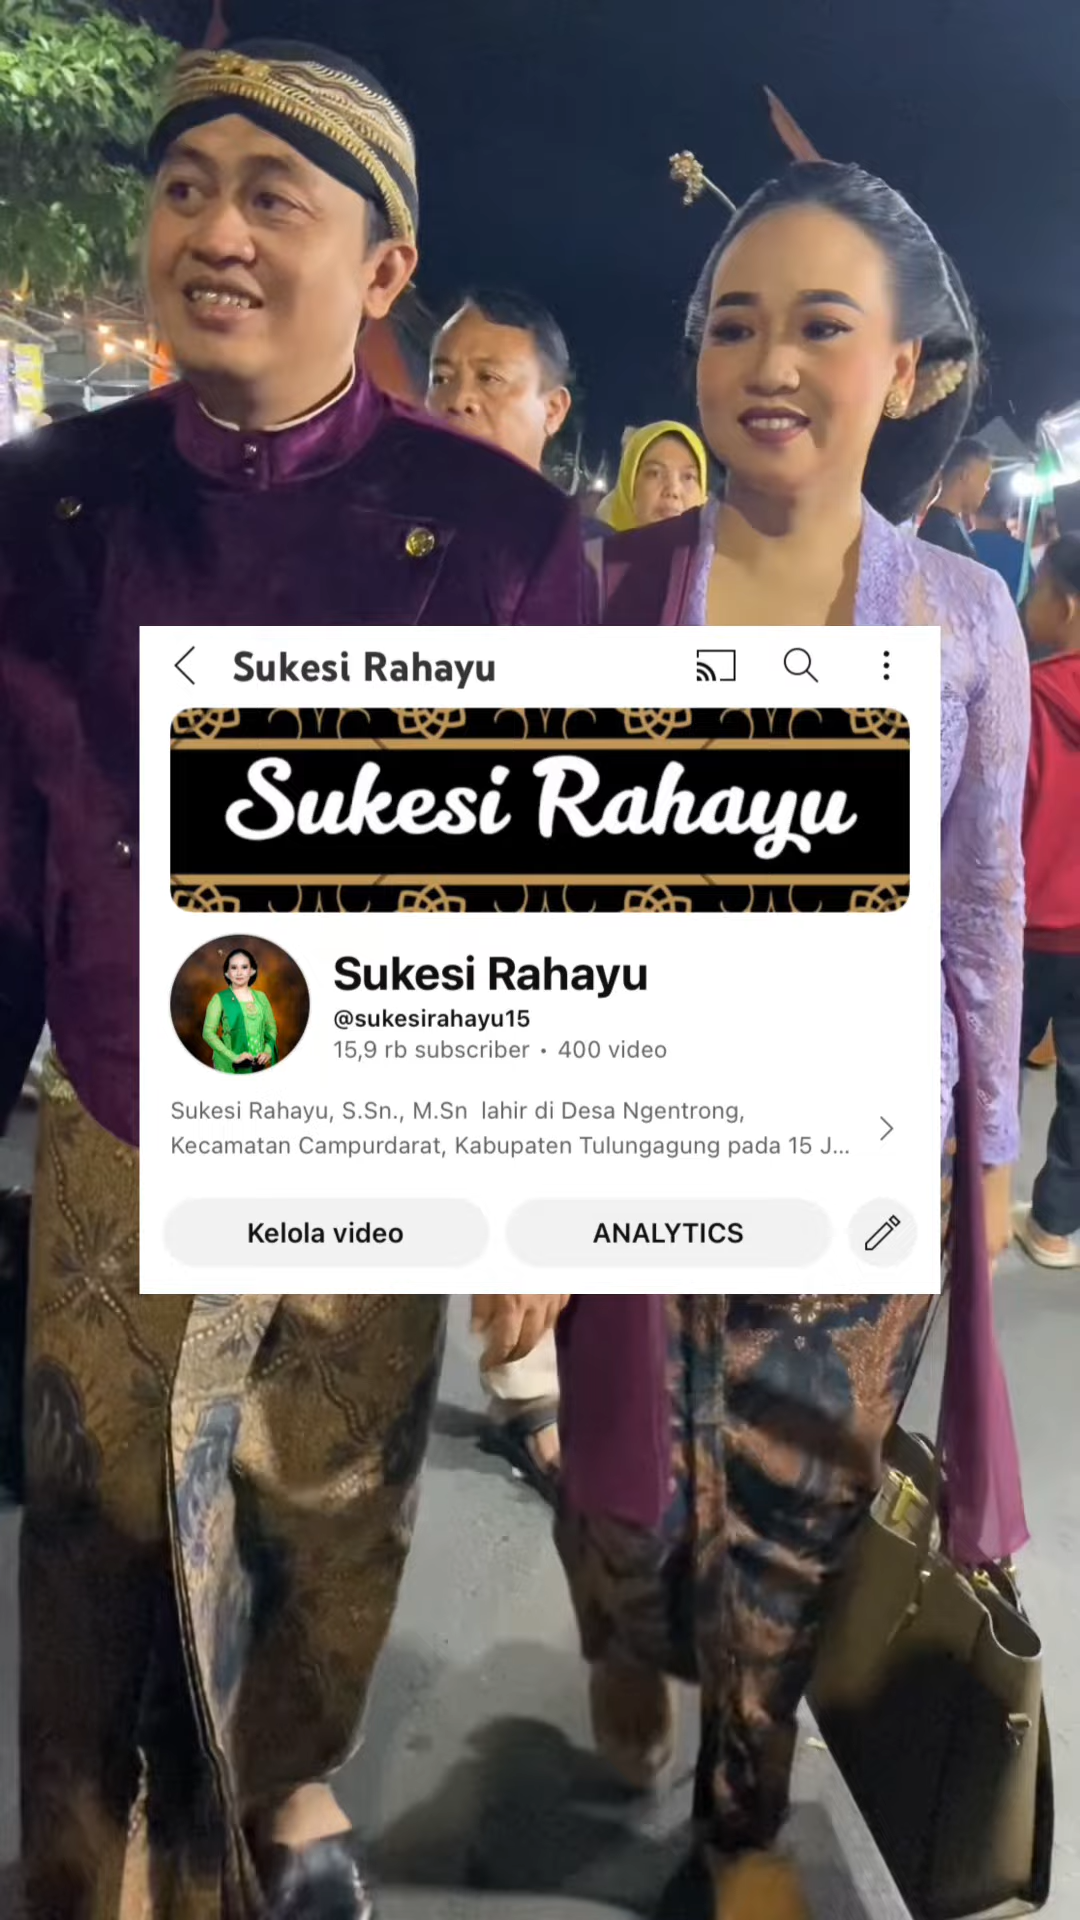 Sukesi Rahayu
Sukesi Rahayu
Sukesi Rahayu
@sukesirahayu15
15,9 rb subscriber • 400 video
Sukesi Rahayu, S.Sn., M.Sn lahir di Desa Ngentrong,
Kecamatan Campurdarat, Kabupaten Tulungagung pada 15 J...
Kelola video
ANALYTICS